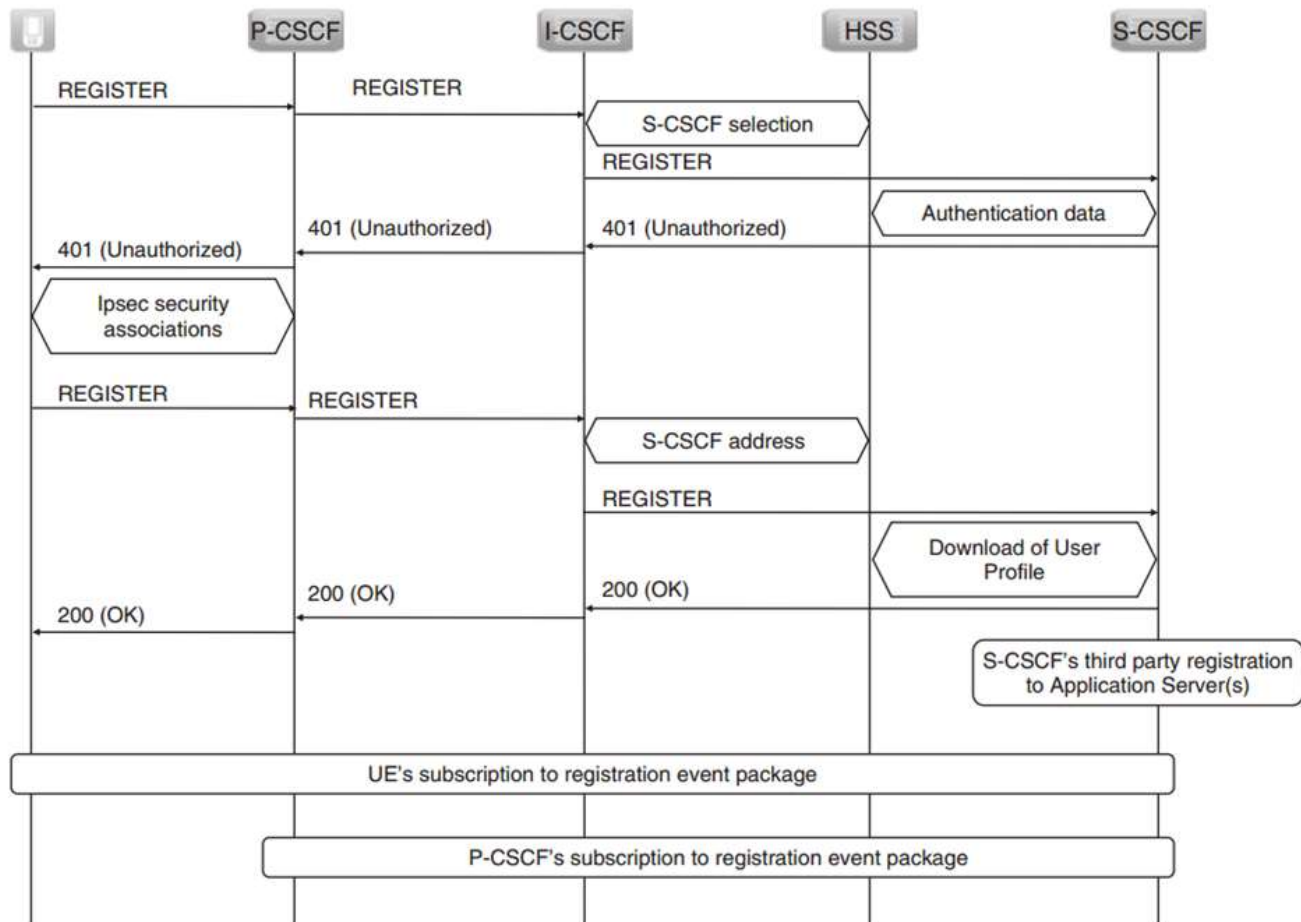 P-CSCF
I-CSCF
HSS
S-CSCF
REGISTER
REGISTER
S-CSCF selection
REGISTER
Authentication data
401 (Unauthorized)
401 (Unauthorized)
401 (Unauthorized)
Ipsec security
associations
REGISTER
REGISTER
S-CSCF address
REGISTER
Download of User
Profile
200 (OK)
200 (OK)
200 (OK)
S-CSCF's third party registration
to Application Server(s)
UE's subscription to registration event package
P-CSCF's subscription to registration event package